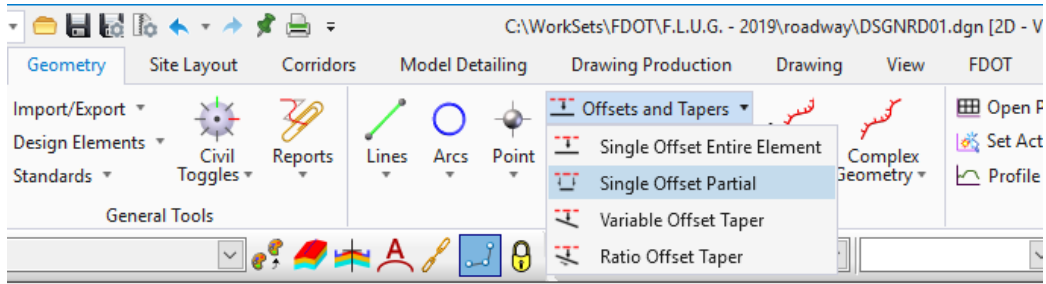 C:\WorkSets\FDOT\F.L.U.G. - 2019\roadway\DSGNRD01.dgn [2D - V
Geometry Site Layout Corridors Model Detailing Drawing Production Drawing View FDOT
Import/Export
Design Elements
Standards
Civil
Toggles
Reports
Lines
Arcs
Point
Offsets and Tapers
Single Offset Entire Element
Single Offset Partial
Variable Offset Taper
Ratio Offset Taper
Complex
Geometry
Open P
Set Act
Profile
General Tools